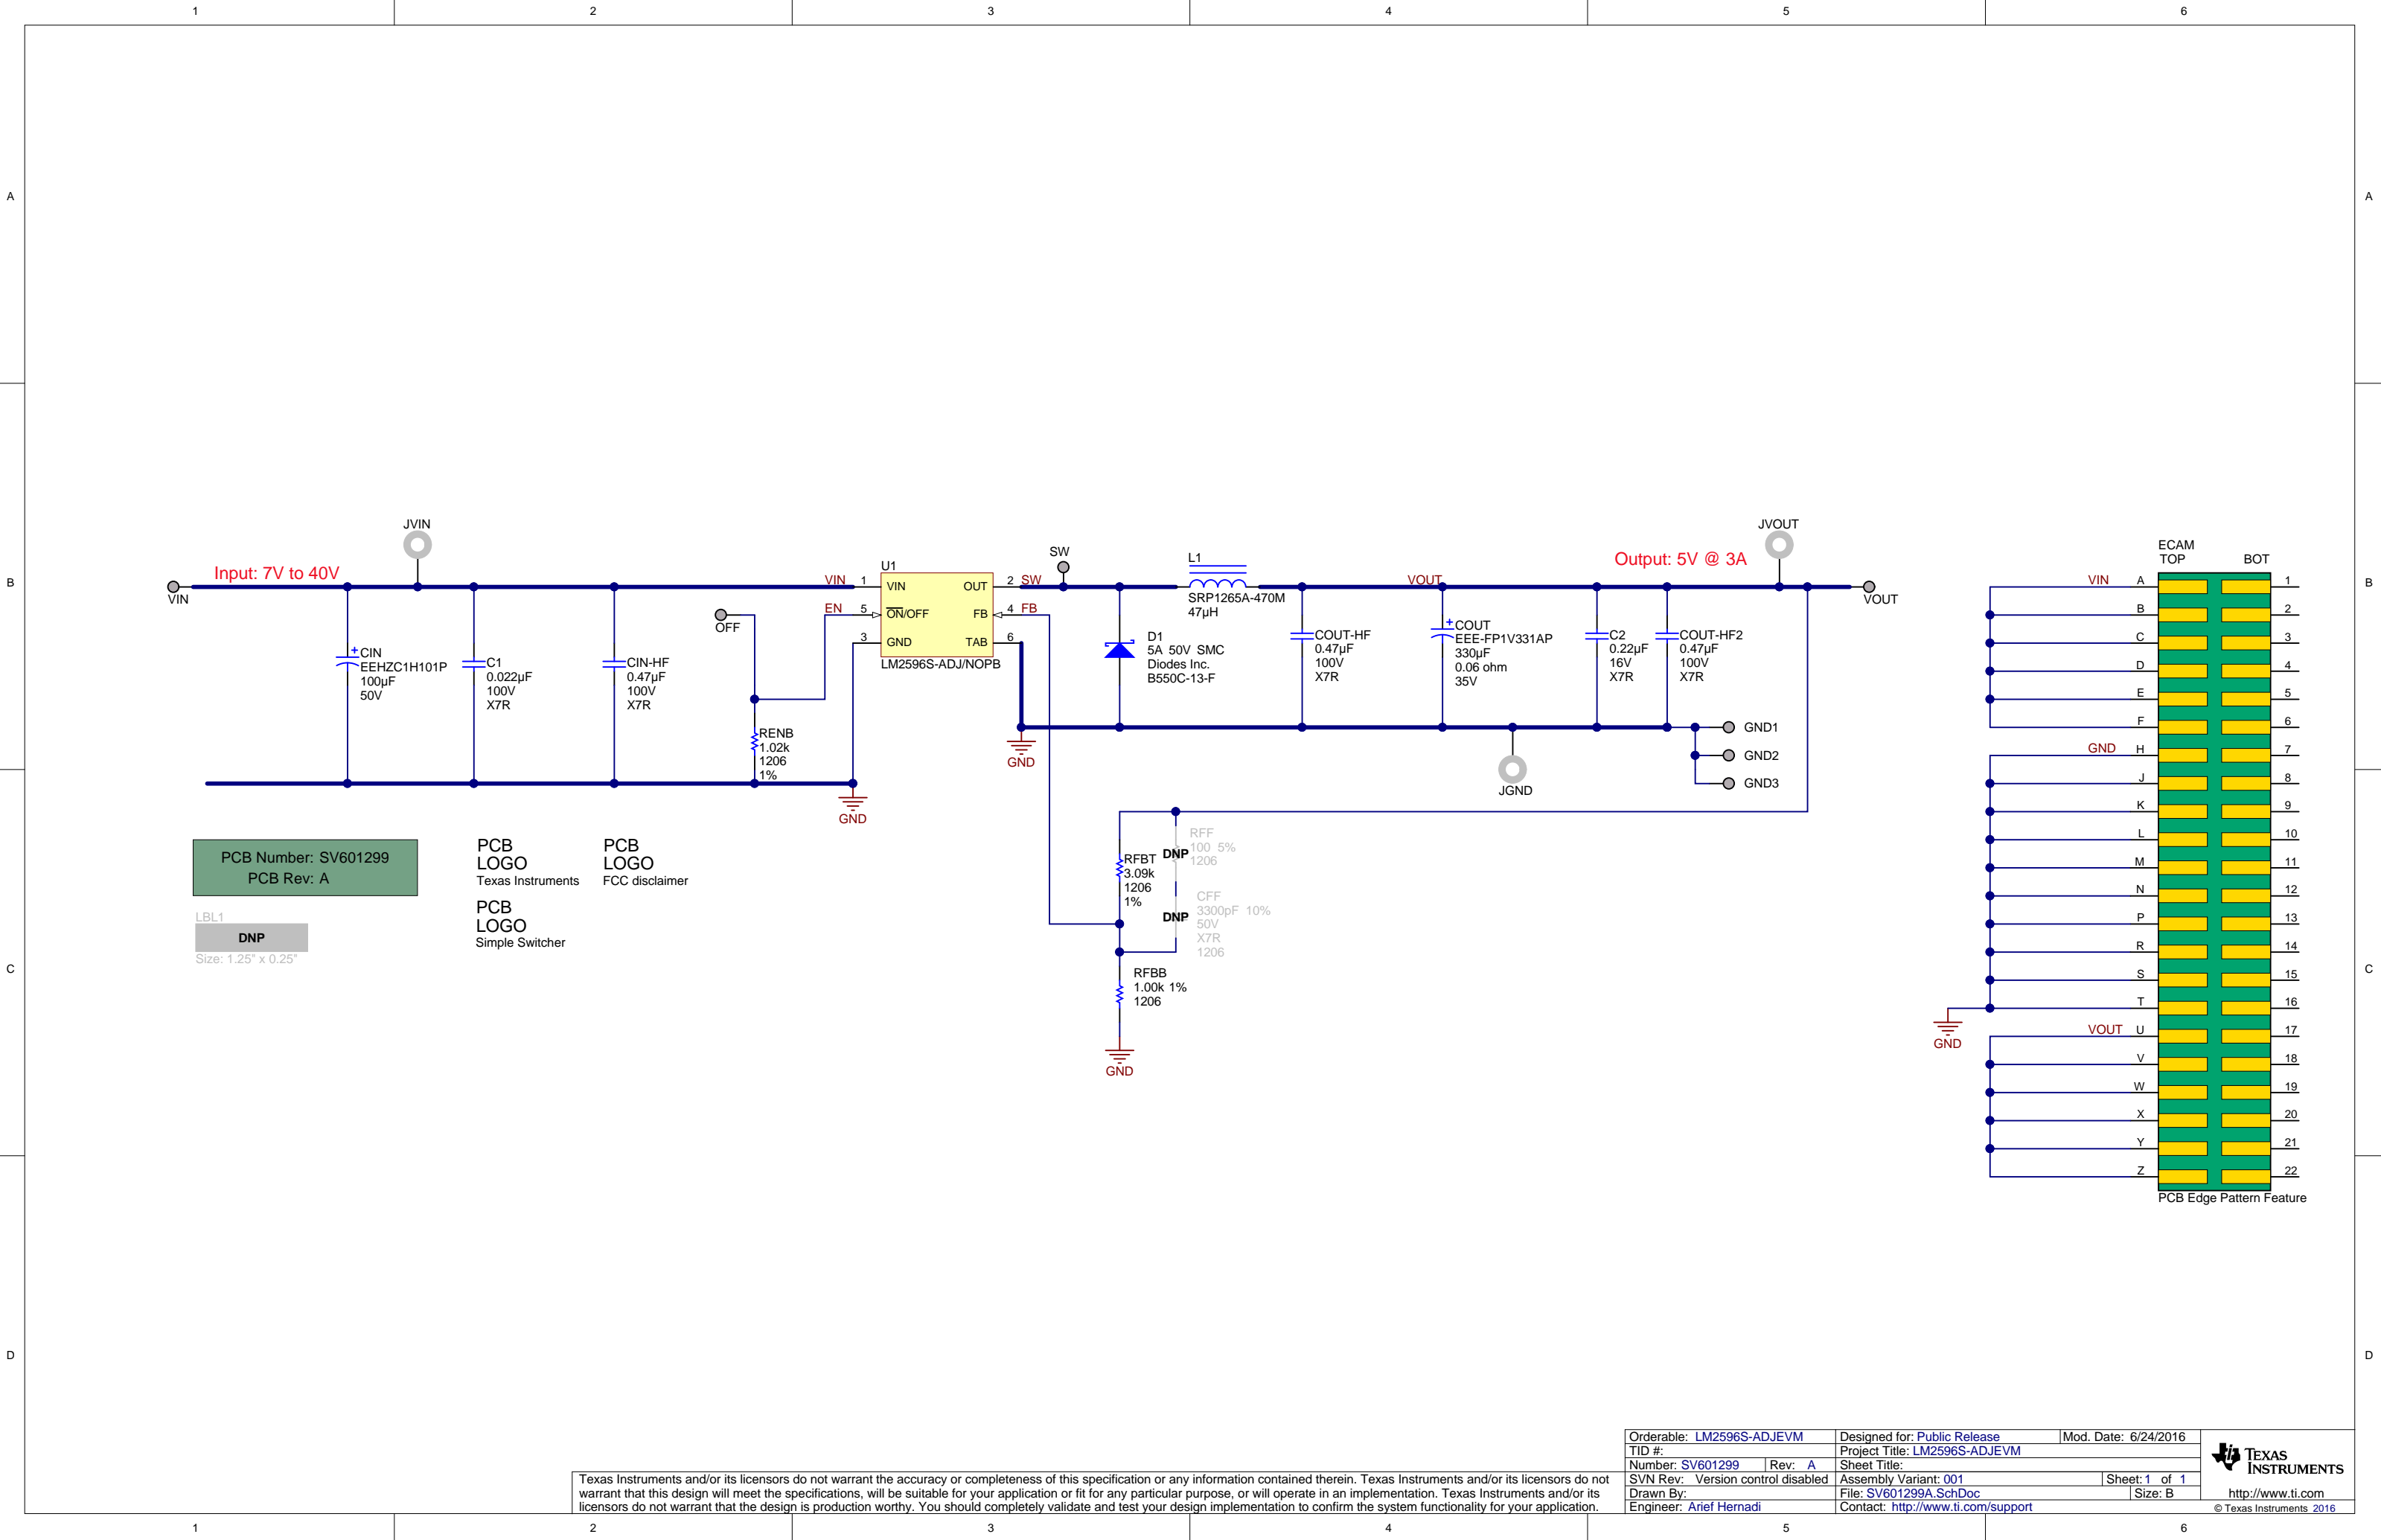 1 2 3 4 5 6
A A
B B
C C
D D
JVIN
Input: 7V to 40V
VIN
CIN
EEHZC1H101P
100µF
50V
C1
0.022µF
100V
X7R
CIN-HF
0.47µF
100V
X7R
OFF
RENB
1.02k
1206
1%
GND
VIN
EN
U1
1 VIN OUT 2
5 ON/OFF FB 4
3 GND TAB 6
LM2596S-ADJ/NOPB
SW
FB
GND
SW
D1
5A 50V SMC
Diodes Inc.
B550C-13-F
L1
SRP1265A-470M
47µH
COUT-HF
0.47µF
100V
X7R
VOUT
COUT
EEE-FP1V331AP
330µF
0.06 ohm
35V
C2
0.22µF
16V
X7R
COUT-HF2
0.47µF
100V
X7R
Output: 5V @ 3A
JVOUT
VOUT
GND1
GND2
GND3
JGND
RFBT
3.09k
1206
1%
RFF
DNP 100 5%
1206
CFF
DNP 3300pF 10%
50V
X7R
1206
RFBB
1.00k 1%
1206
GND
PCB Number: SV601299
PCB Rev: A
LBL1
DNP
Size: 1.25" x 0.25"
PCB
LOGO
Texas Instruments
PCB
LOGO
FCC disclaimer
PCB
LOGO
Simple Switcher
ECAM
TOP BOT
VIN A 1
B 2
C 3
D 4
E 5
F 6
GND H 7
J 8
K 9
L 10
M 11
N 12
P 13
R 14
S 15
T 16
GND
VOUT U 17
V 18
W 19
X 20
Y 21
Z 22
PCB Edge Pattern Feature
Texas Instruments and/or its licensors do not warrant the accuracy or completeness of this specification or any information contained therein. Texas Instruments and/or its licensors do not
warrant that this design will meet the specifications, will be suitable for your application or fit for any particular purpose, or will operate in an implementation. Texas Instruments and/or its
licensors do not warrant that the design is production worthy. You should completely validate and test your design implementation to confirm the system functionality for your application.
Orderable: LM2596S-ADJEVM Designed for: Public Release Mod. Date: 6/24/2016
TID #: Project Title: LM2596S-ADJEVM
Number: SV601299 Rev: A Sheet Title:
SVN Rev: Version control disabled Assembly Variant: 001 Sheet: 1 of 1
Drawn By: File: SV601299A.SchDoc Size: B
Engineer: Arief Hernadi Contact: http://www.ti.com/support
TEXAS
INSTRUMENTS
http://www.ti.com
© Texas Instruments 2016
1 2 3 4 5 6